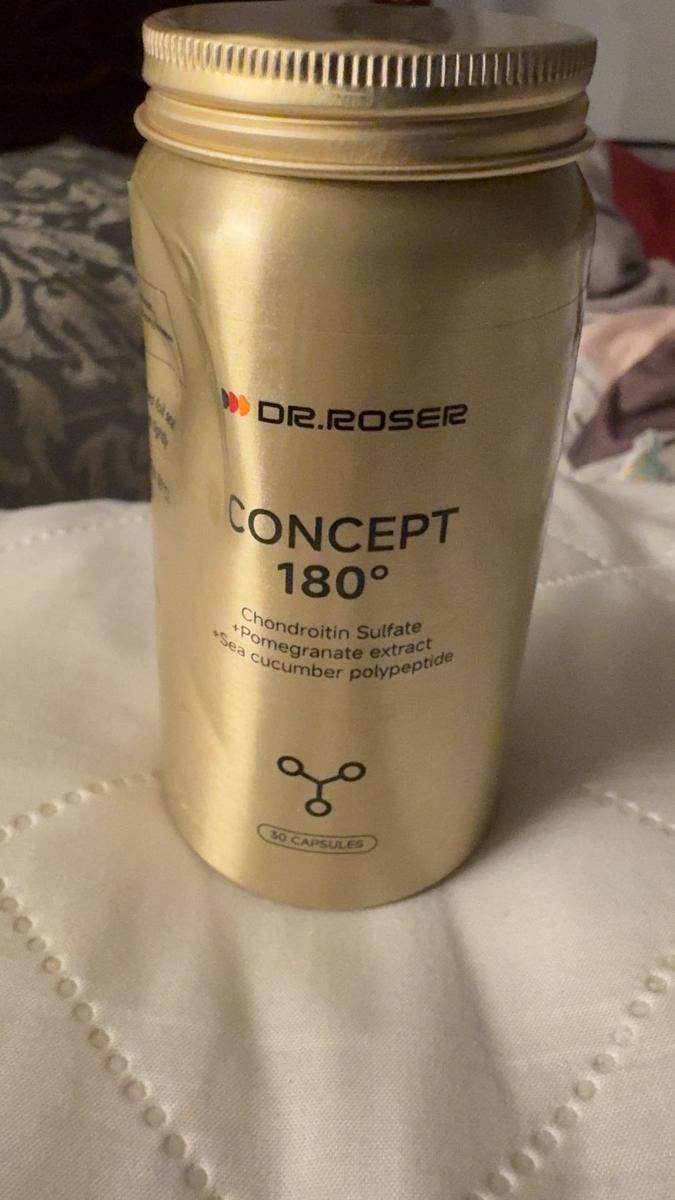 DR.ROSER
CONCEPT
180°
Chondroitin Sulfate
+Pomegranate extract
+Sea cucumber polypeptide
30 CAPSULES